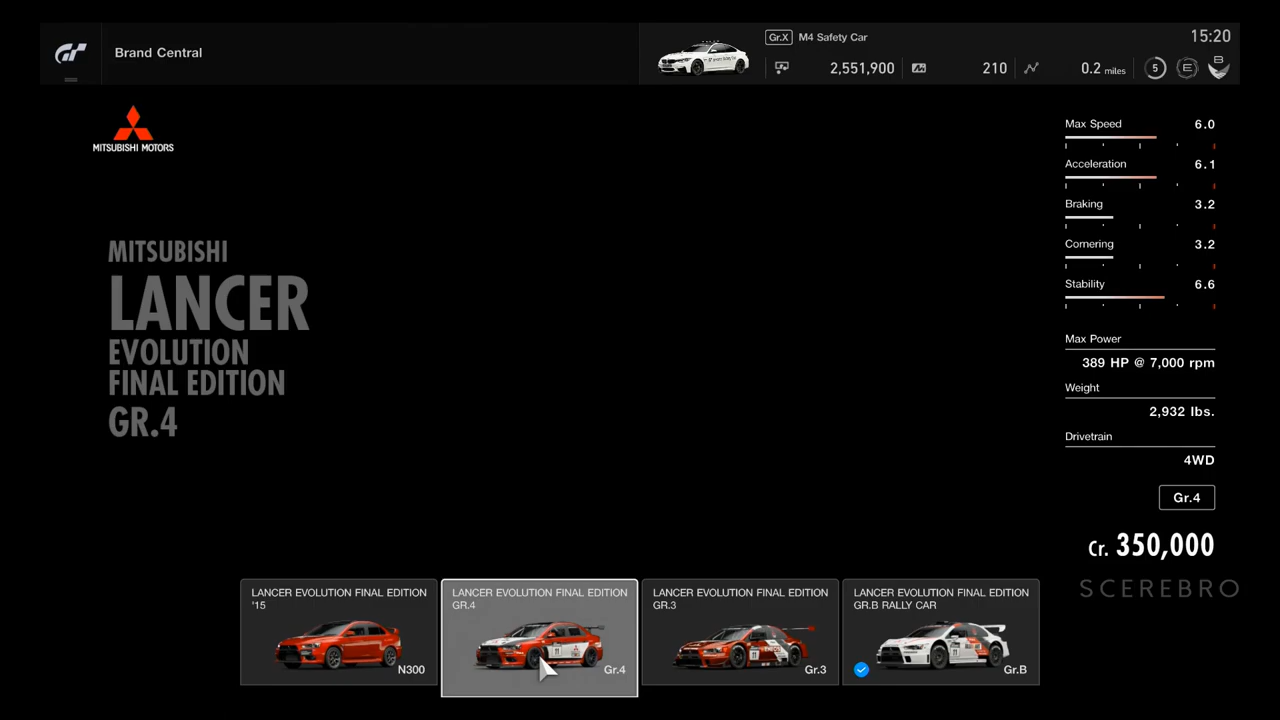 Brand Central
Gr.X M4 Safety Car
15:20
2,551,900
210
0.2 miles
5
E
B
MITSUBISHI MOTORS
MITSUBISHI
LANCER
EVOLUTION
FINAL EDITION
GR.4
Max Speed 6.0
Acceleration 6.1
Braking 3.2
Cornering 3.2
Stability 6.6
Max Power
389 HP @ 7,000 rpm
Weight
2,932 lbs.
Drivetrain
4WD
Gr.4
Cr. 350,000
SCEREBRO
LANCER EVOLUTION FINAL EDITION
'15
N300
LANCER EVOLUTION FINAL EDITION
GR.4
Gr.4
LANCER EVOLUTION FINAL EDITION
GR.3
Gr.3
LANCER EVOLUTION FINAL EDITION
GR.B RALLY CAR
Gr.B